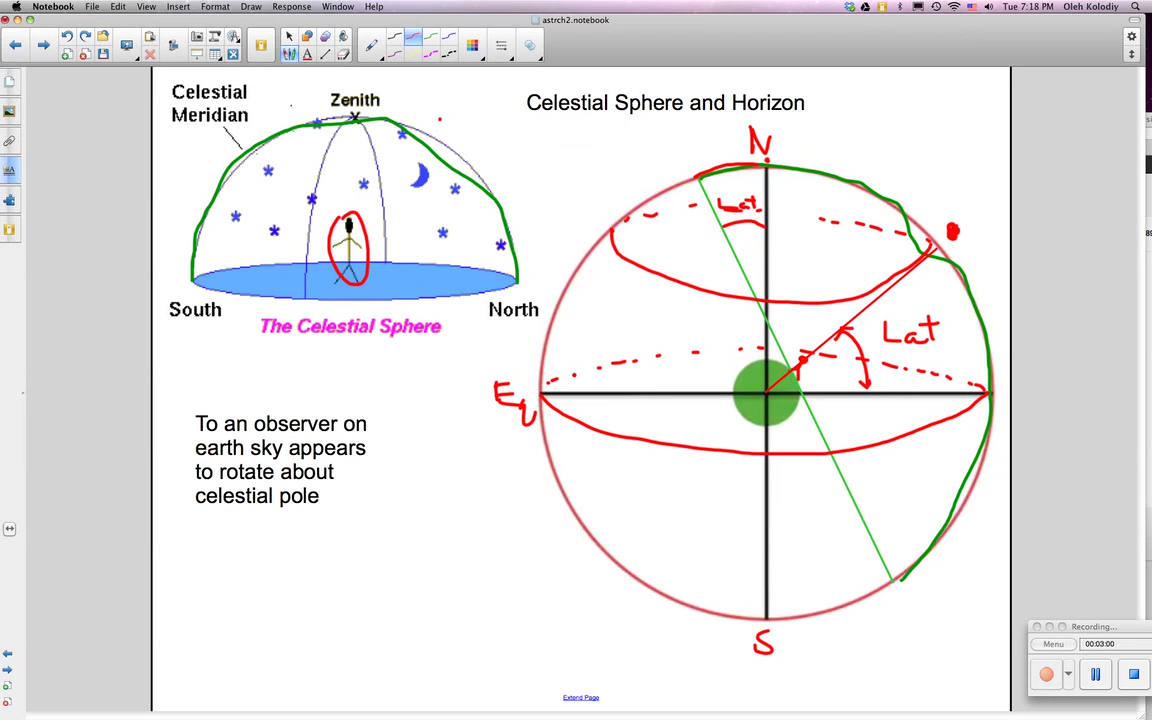 Notebook File Edit View Insert Format Draw Response Window Help
Tue 7:18 PM Oleh Kolodiy
astrch2.notebook
Celestial
Meridian
Zenith
South
North
The Celestial Sphere
To an observer on
earth sky appears
to rotate about
celestial pole
Celestial Sphere and Horizon
N
Lat.
Lat
Eq
S
Extend Page
Recording...
Menu
00:03:00